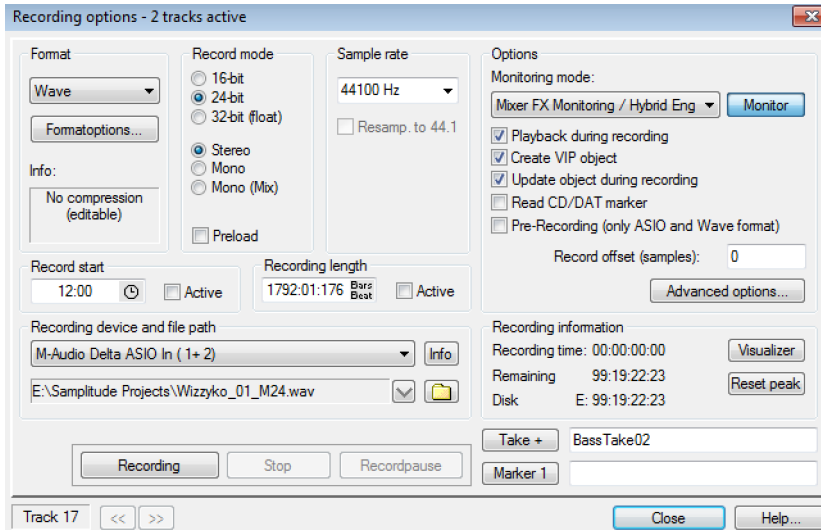 Recording options - 2 tracks active
Format
Wave
Formatoptions...
Info:
No compression
(editable)
Record mode
16-bit
24-bit
32-bit (float)
Stereo
Mono
Mono (Mix)
Preload
Sample rate
44100 Hz
Resamp. to 44.1
Options
Monitoring mode:
Mixer FX Monitoring / Hybrid Eng
Monitor
Playback during recording
Create VIP object
Update object during recording
Read CD/DAT marker
Pre-Recording (only ASIO and Wave format)
Record offset (samples): 0
Advanced options...
Record start
12:00
Active
Recording length
1792:01:176
Bars
Beat
Active
Recording device and file path
M-Audio Delta ASIO In ( 1+ 2)
Info
E:\Samplitude Projects\Wizzyko_01_M24.wav
Recording information
Recording time: 00:00:00:00
Visualizer
Remaining 99:19:22:23
Reset peak
Disk E: 99:19:22:23
Recording
Stop
Recordpause
Take +
BassTake02
Marker 1
Track 17
<<
>>
Close
Help...